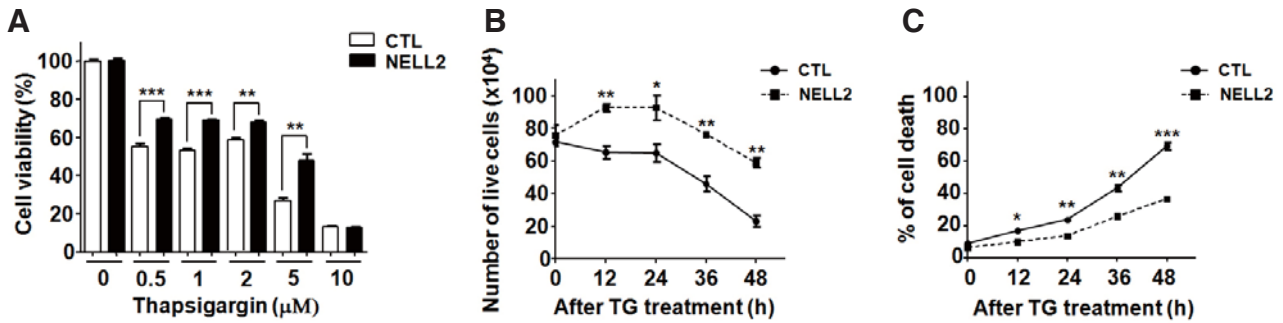 A
CTL
NELL2
Cell viability (%)
100
80
60
40
20
0
***
***
**
**
0 0.5 1 2 5 10
Thapsigargin (μM)
B
CTL
NELL2
Number of live cells (x10⁴)
100
80
60
40
20
0
**
*
**
**
0 12 24 36 48
After TG treatment (h)
C
CTL
NELL2
% of cell death
100
80
60
40
20
0
*
**
**
***
0 12 24 36 48
After TG treatment (h)